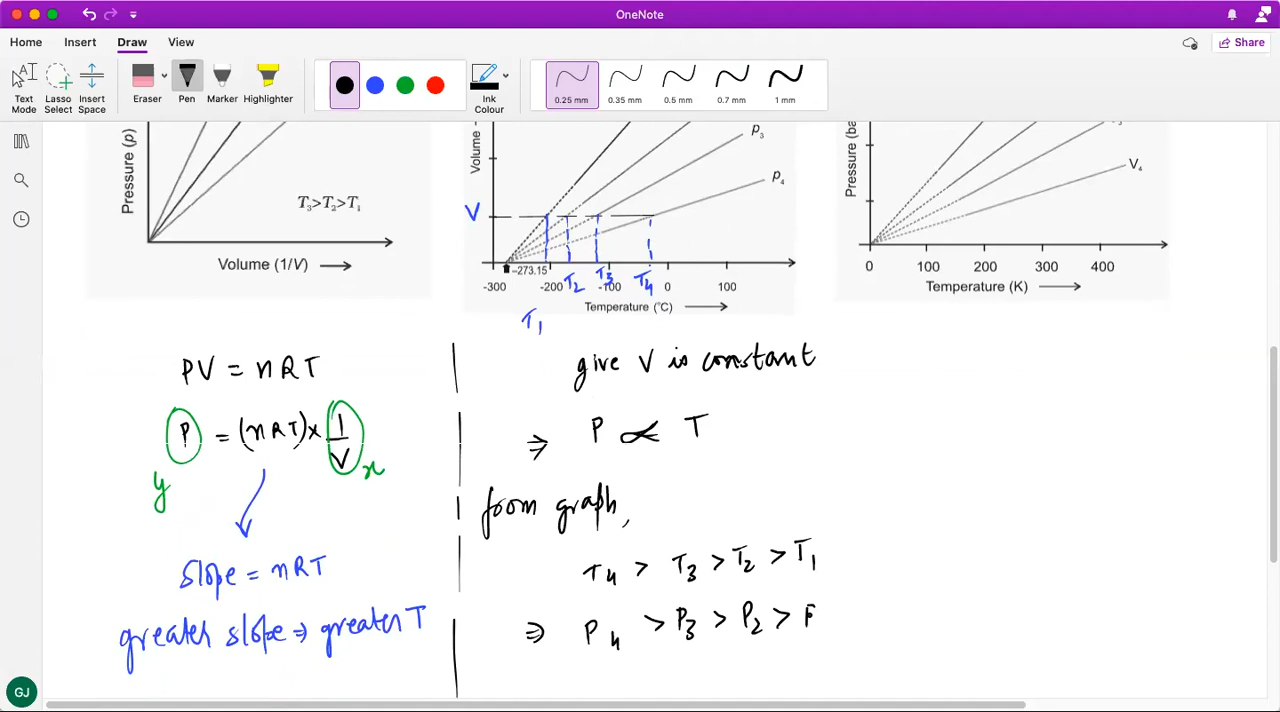 OneNote
Home Insert Draw View
Share
Text Mode
Lasso Select
Insert Space
Eraser
Pen
Marker
Highlighter
Ink Colour
0.25 mm
0.35 mm
0.5 mm
0.7 mm
1 mm
Pressure (p)
T3>T2>T1
Volume (1/V)
Volume
p3
p4
V
-273.15
-300 -200 -100 0 100
T2 T3 T4
Temperature (°C)
T1
Pressure (ba
V4
0 100 200 300 400
Temperature (K)
PV = nRT
P = (nRT)× 1/V
y x
slope = nRT
greater slope ⇒ greater T
give V is constant
⇒ P ∝ T
from graph,
T4 > T3 > T2 > T1
⇒ P4 > P3 > P2 > P
GJ